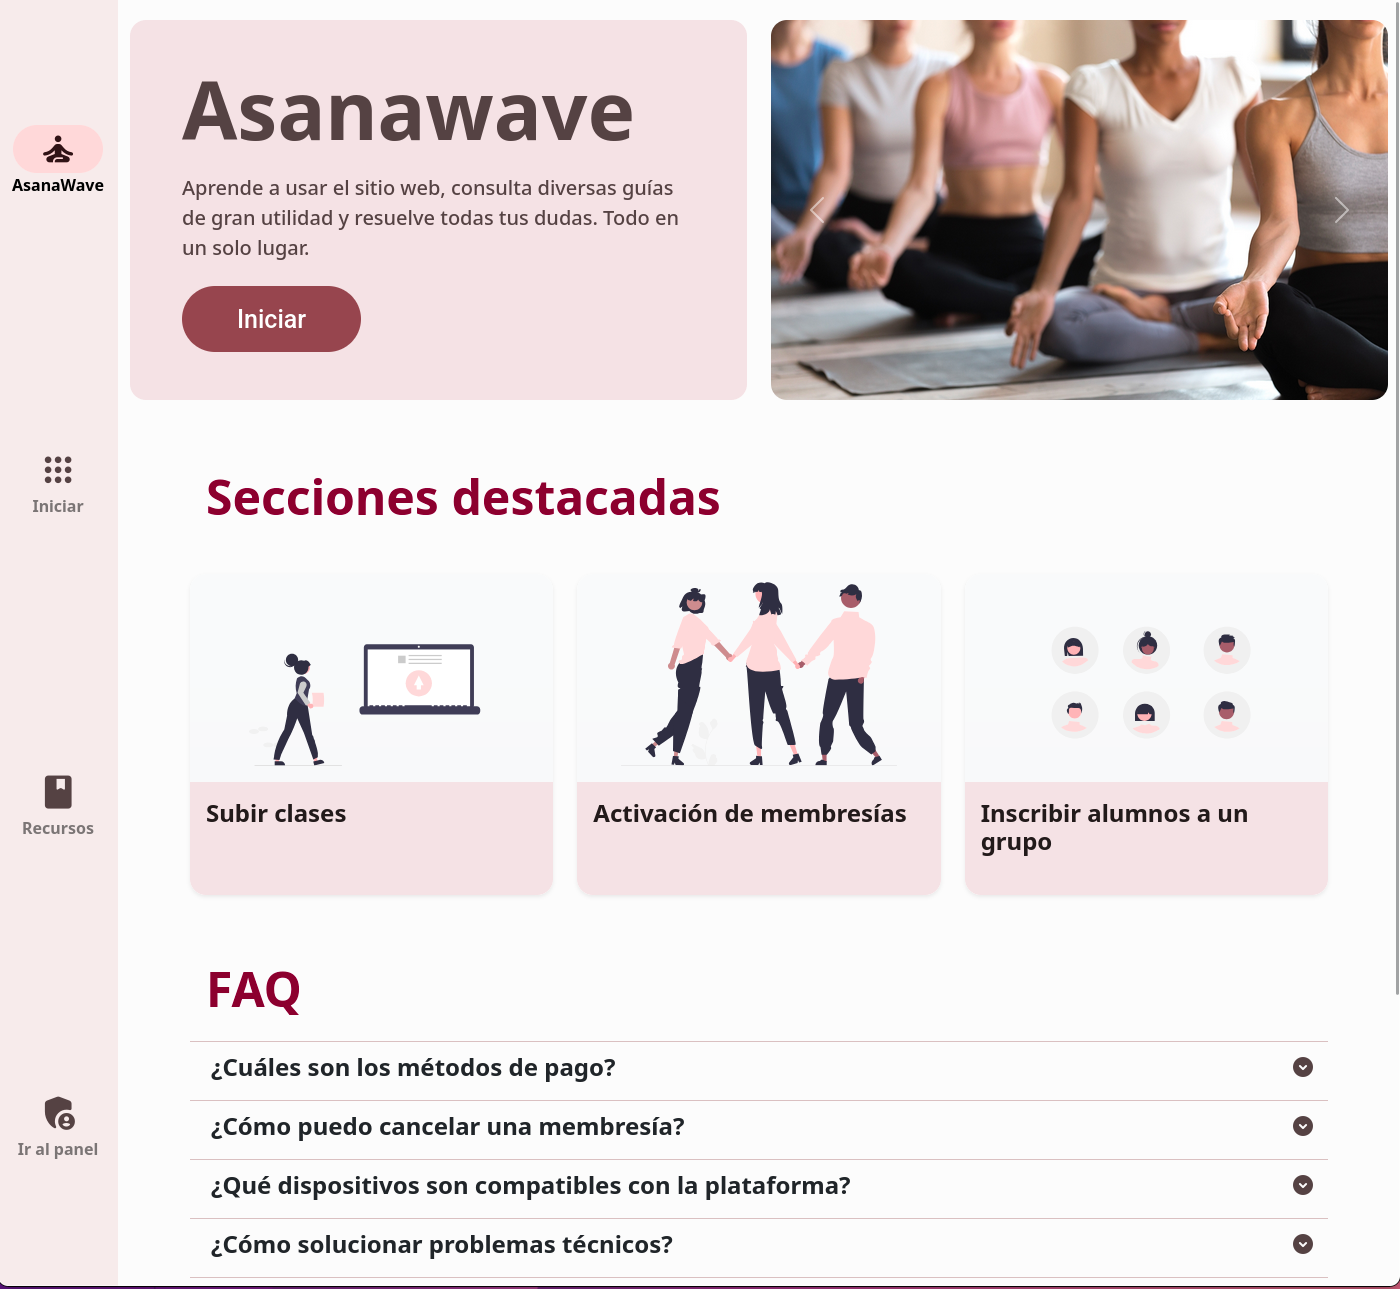 AsanaWave
Iniciar
Recursos
Ir al panel
Asanawave
Aprende a usar el sitio web, consulta diversas guías
de gran utilidad y resuelve todas tus dudas. Todo en
un solo lugar.
Iniciar
Secciones destacadas
Subir clases
Activación de membresías
Inscribir alumnos a un
grupo
FAQ
¿Cuáles son los métodos de pago?
¿Cómo puedo cancelar una membresía?
¿Qué dispositivos son compatibles con la plataforma?
¿Cómo solucionar problemas técnicos?